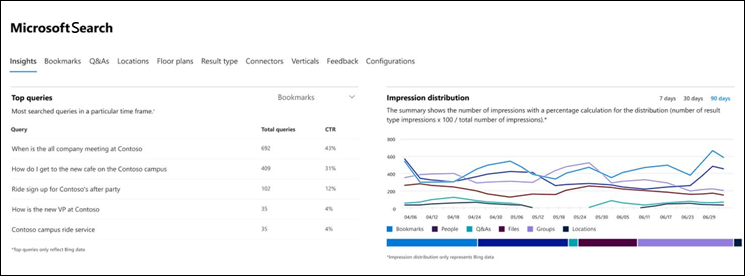 Microsoft Search
Insights Bookmarks Q&As Locations Floor plans Result type Connectors Verticals Feedback Configurations
Top queries Bookmarks
Most searched queries in a particular time frame.*
Query Total queries CTR
When is the all company meeting at Contoso 692 43%
How do I get to the new cafe on the Contoso campus 409 31%
Ride sign up for Contoso's after party 102 12%
How is the new VP at Contoso 35 4%
Contoso campus ride service 35 4%
*Top queries only reflect Bing data
Impression distribution 7 days 30 days 90 days
The summary shows the number of impressions with a percentage calculation for the distribution (number of result
type impressions x 100 / total number of impressions).*
800
600
400
200
0
04/06 04/12 04/18 04/24 04/30 05/06 05/12 05/18 05/24 05/30 06/05 06/11 06/17 06/23 06/29
Bookmarks People Q&As Files Groups Locations
*Impression distribution only represents Bing data